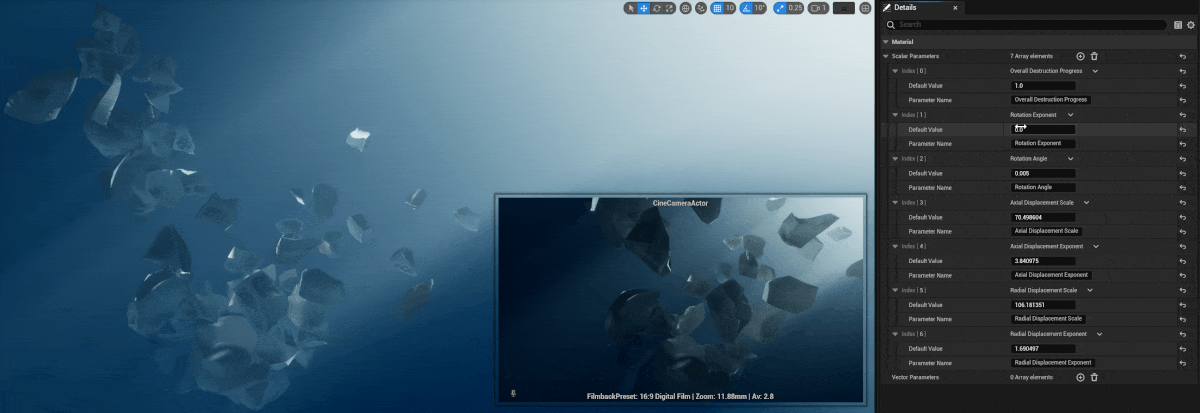 10
10°
0.25
1
Details
Search
Material
Scalar Parameters 7 Array elements
Index [ 0 ] Overall Destruction Progress
Default Value 1.0
Parameter Name Overall Destruction Progress
Index [ 1 ] Rotation Exponent
Default Value 0.0
Parameter Name Rotation Exponent
Index [ 2 ] Rotation Angle
Default Value 0.005
Parameter Name Rotation Angle
Index [ 3 ] Axial Displacement Scale
Default Value 70.498604
Parameter Name Axial Displacement Scale
Index [ 4 ] Axial Displacement Exponent
Default Value 3.840975
Parameter Name Axial Displacement Exponent
Index [ 5 ] Radial Displacement Scale
Default Value 106.181351
Parameter Name Radial Displacement Scale
Index [ 6 ] Radial Displacement Exponent
Default Value 1.690497
Parameter Name Radial Displacement Exponent
Vector Parameters 0 Array elements
CineCameraActor
FilmbackPreset: 16:9 Digital Film | Zoom: 11.88mm | Av: 2.8